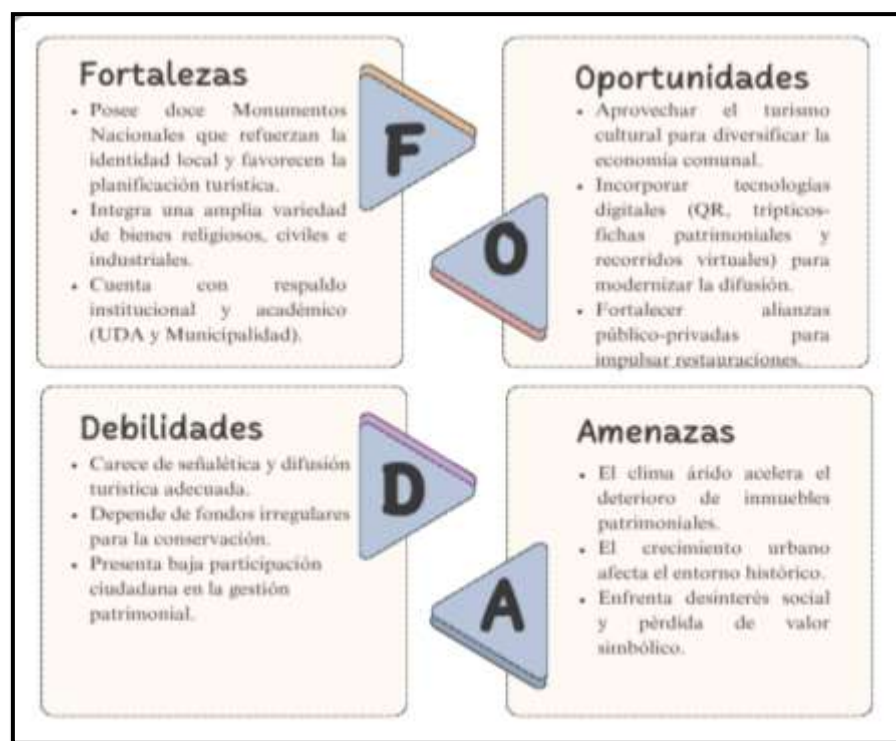 Fortalezas
• Posee doce Monumentos
Nacionales que refuerzan la
identidad local y favorecen la
planificación turística.
• Integra una amplia variedad
de bienes religiosos, civiles e
industriales.
• Cuenta con respaldo
institucional y académico
(UDA y Municipalidad).
F
Oportunidades
• Aprovechar el turismo
cultural para diversificar la
economía comunal.
• Incorporar tecnologías
digitales (QR, trípticos-
fichas patrimoniales y
recorridos virtuales) para
modernizar la difusión.
• Fortalecer alianzas
público-privadas para
impulsar restauraciones.
O
Debilidades
• Carece de señalética y difusión
turística adecuada.
• Depende de fondos irregulares
para la conservación.
• Presenta baja participación
ciudadana en la gestión
patrimonial.
D
Amenazas
• El clima árido acelera el
deterioro de inmuebles
patrimoniales.
• El crecimiento urbano
afecta el entorno histórico.
• Enfrenta desinterés social
y pérdida de valor
simbólico.
A